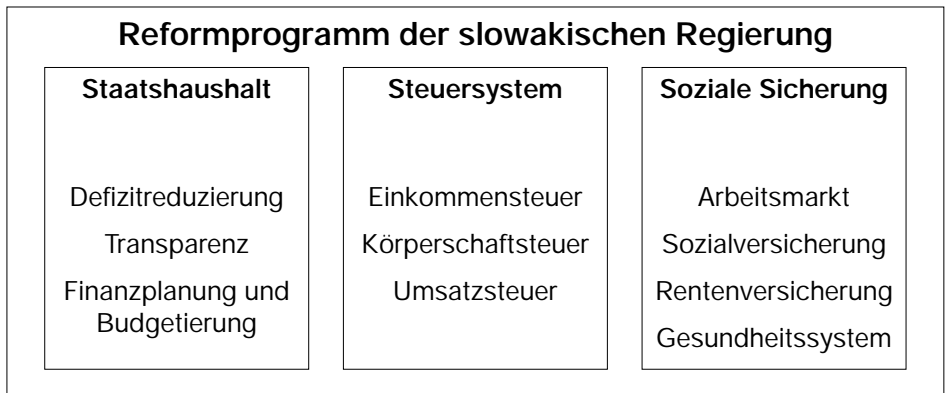 Reformprogramm der slowakischen Regierung
Staatshaushalt
Defizitreduzierung
Transparenz
Finanzplanung und
Budgetierung
Steuersystem
Einkommensteuer
Körperschaftsteuer
Umsatzsteuer
Soziale Sicherung
Arbeitsmarkt
Sozialversicherung
Rentenversicherung
Gesundheitssystem